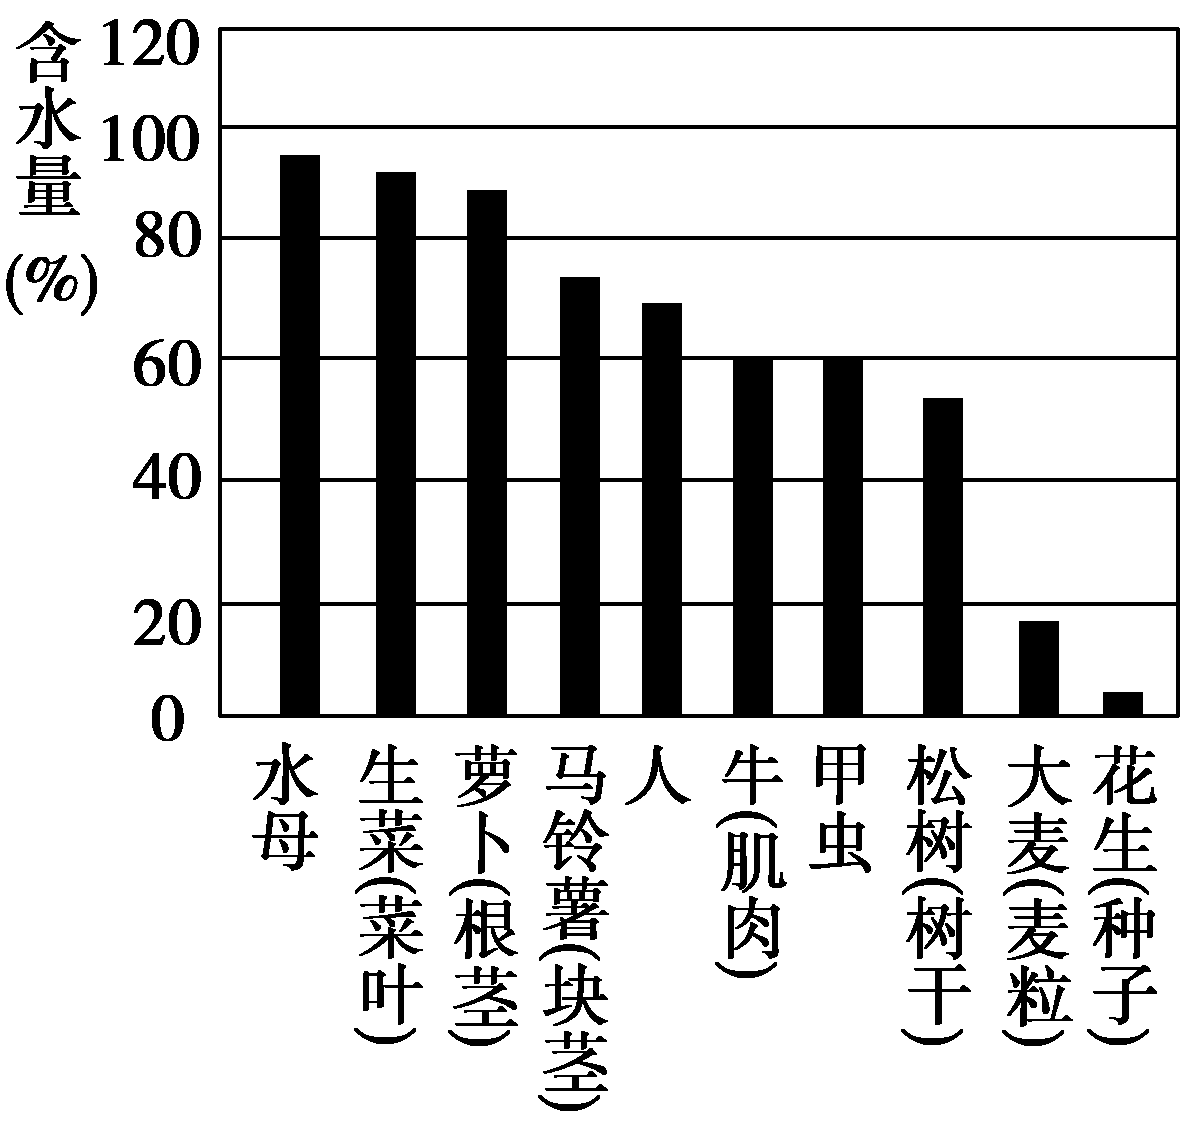 含水量(%)
120
100
80
60
40
20
0
水母
生菜(菜叶)
萝卜(根茎)
马铃薯(块茎)
人
牛(肌肉)
甲虫
松树(树干)
大麦(麦粒)
花生(种子)